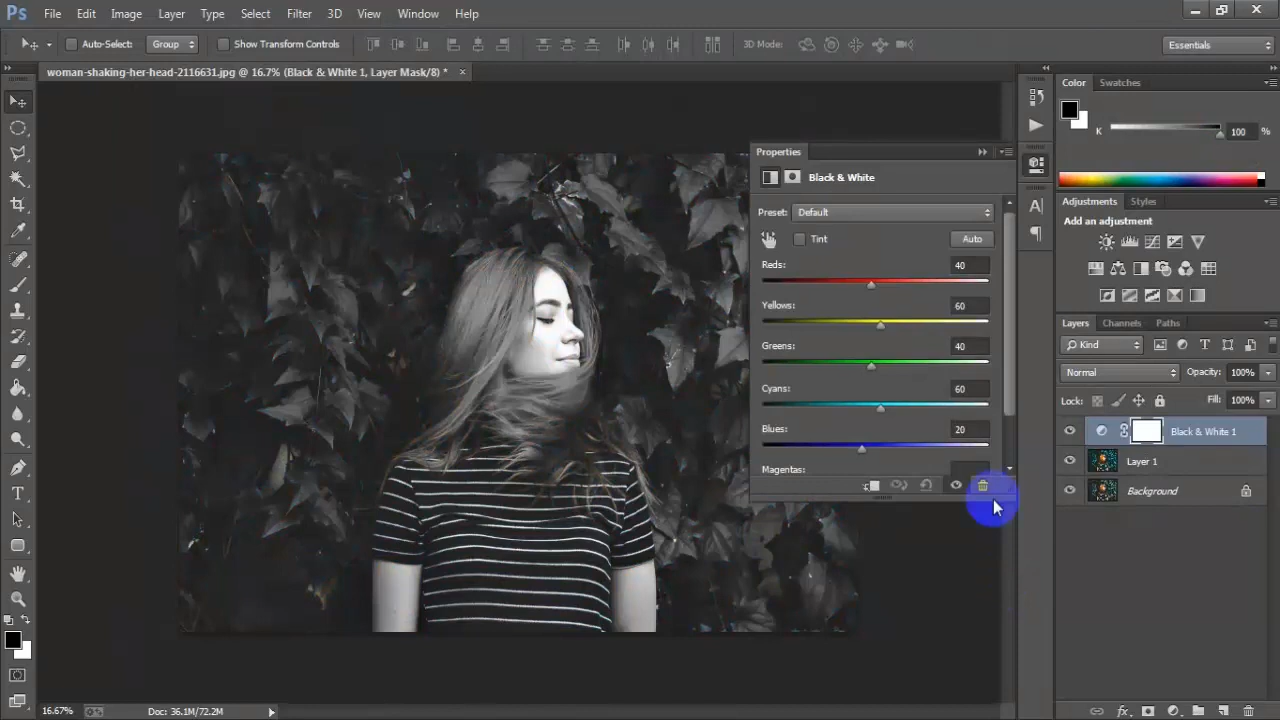 Ps File Edit Image Layer Type Select Filter 3D View Window Help
Auto-Select: Group Show Transform Controls 3D Mode: Essentials
woman-shaking-her-head-2116631.jpg @ 16.7% (Black & White 1, Layer Mask/8) * ×
Color Swatches
K 100 %
Properties
Black & White
Preset: Default
Tint Auto
Reds: 40
Yellows: 60
Greens: 40
Cyans: 60
Blues: 20
Magentas:
Adjustments Styles
Add an adjustment
Layers Channels Paths
Kind
Normal Opacity: 100%
Lock: Fill: 100%
Black & White 1
Layer 1
Background
16.67% Doc: 36.1M/72.2M